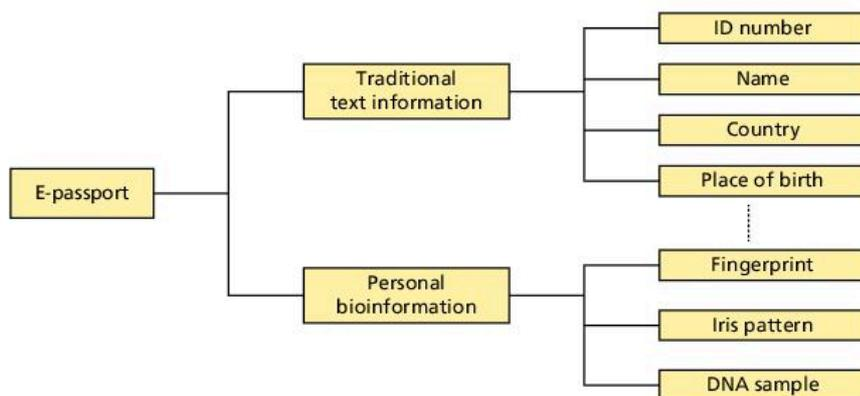 E-passport
Traditional
text information
ID number
Name
Country
Place of birth
Personal
bioinformation
Fingerprint
Iris pattern
DNA sample